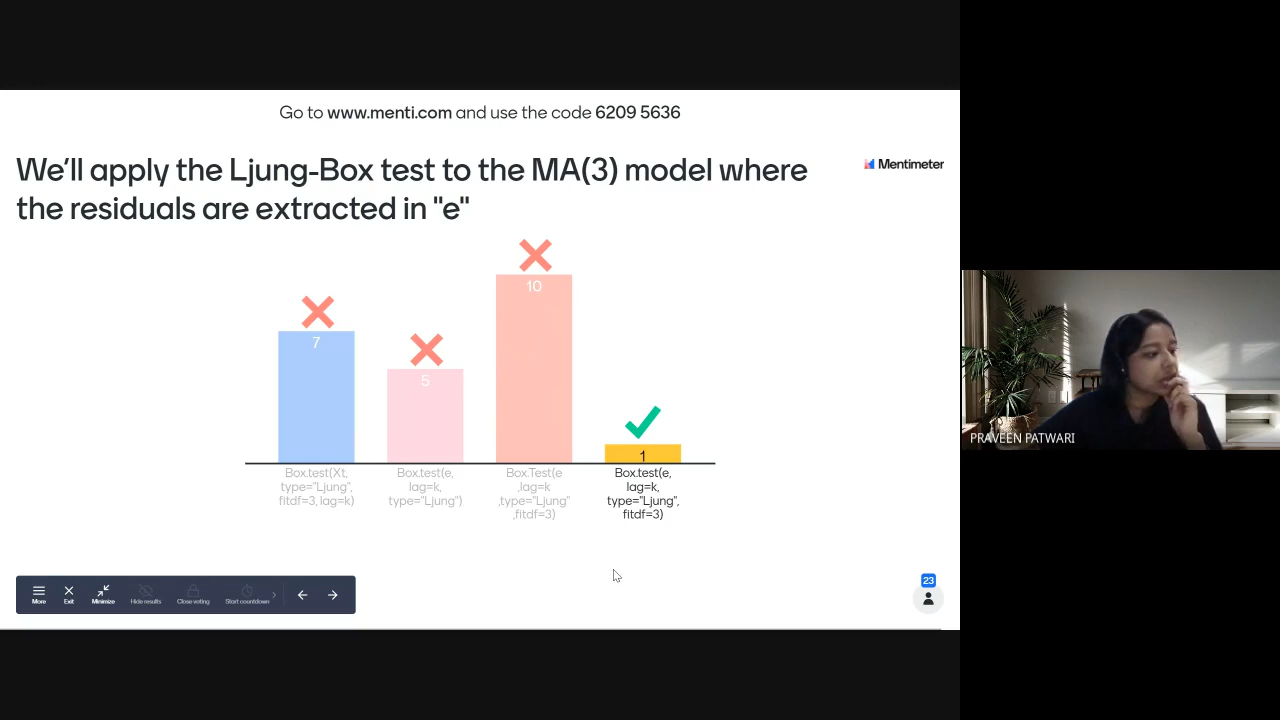 Go to www.menti.com and use the code 6209 5636
We'll apply the Ljung-Box test to the MA(3) model where
the residuals are extracted in "e"
Mentimeter
7
5
10
1
Box.test(Xt,
type="Ljung",
fitdf=3, lag=k)
Box.test(e,
lag=k,
type="Ljung")
Box.Test(e
,lag=k
,type="Ljung"
,fitdf=3)
Box.test(e,
lag=k,
type="Ljung",
fitdf=3)
PRAVEEN PATWARI
More
Exit
Minimize
Hide results
Close voting
Start countdown
23